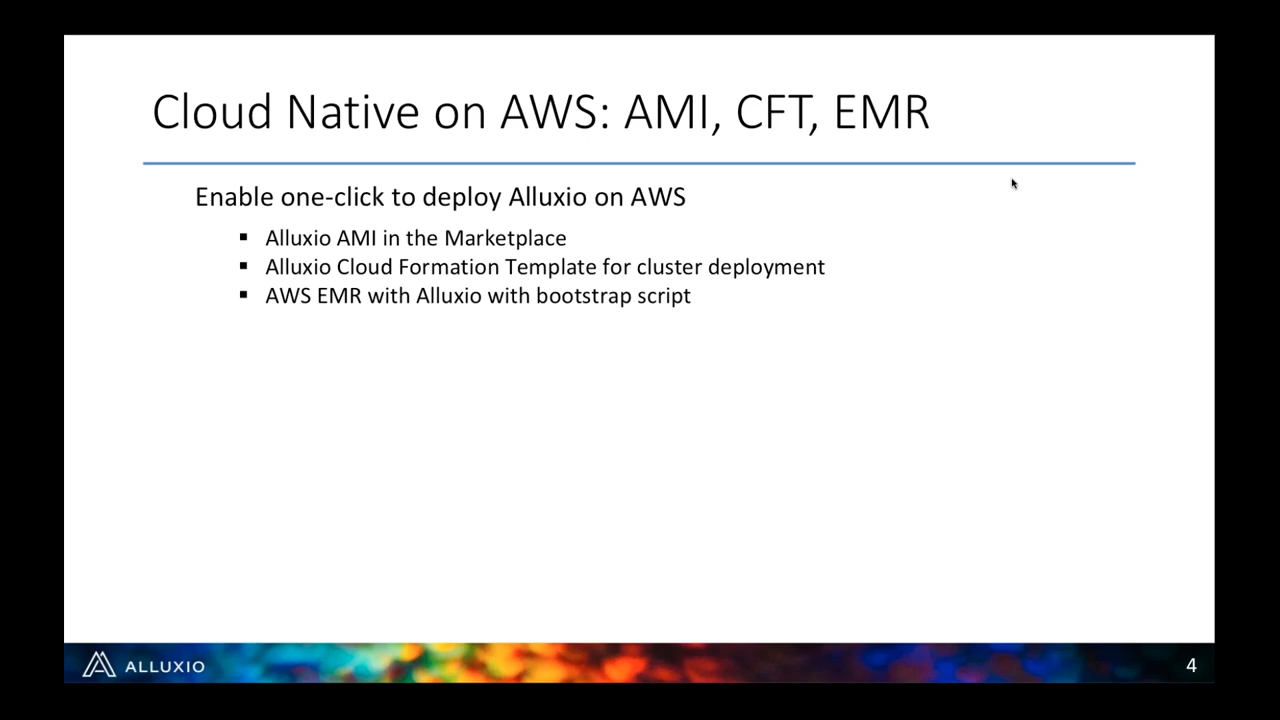 Cloud Native on AWS: AMI, CFT, EMR
Enable one-click to deploy Alluxio on AWS
▪ Alluxio AMI in the Marketplace
▪ Alluxio Cloud Formation Template for cluster deployment
▪ AWS EMR with Alluxio with bootstrap script
ALLUXIO
4